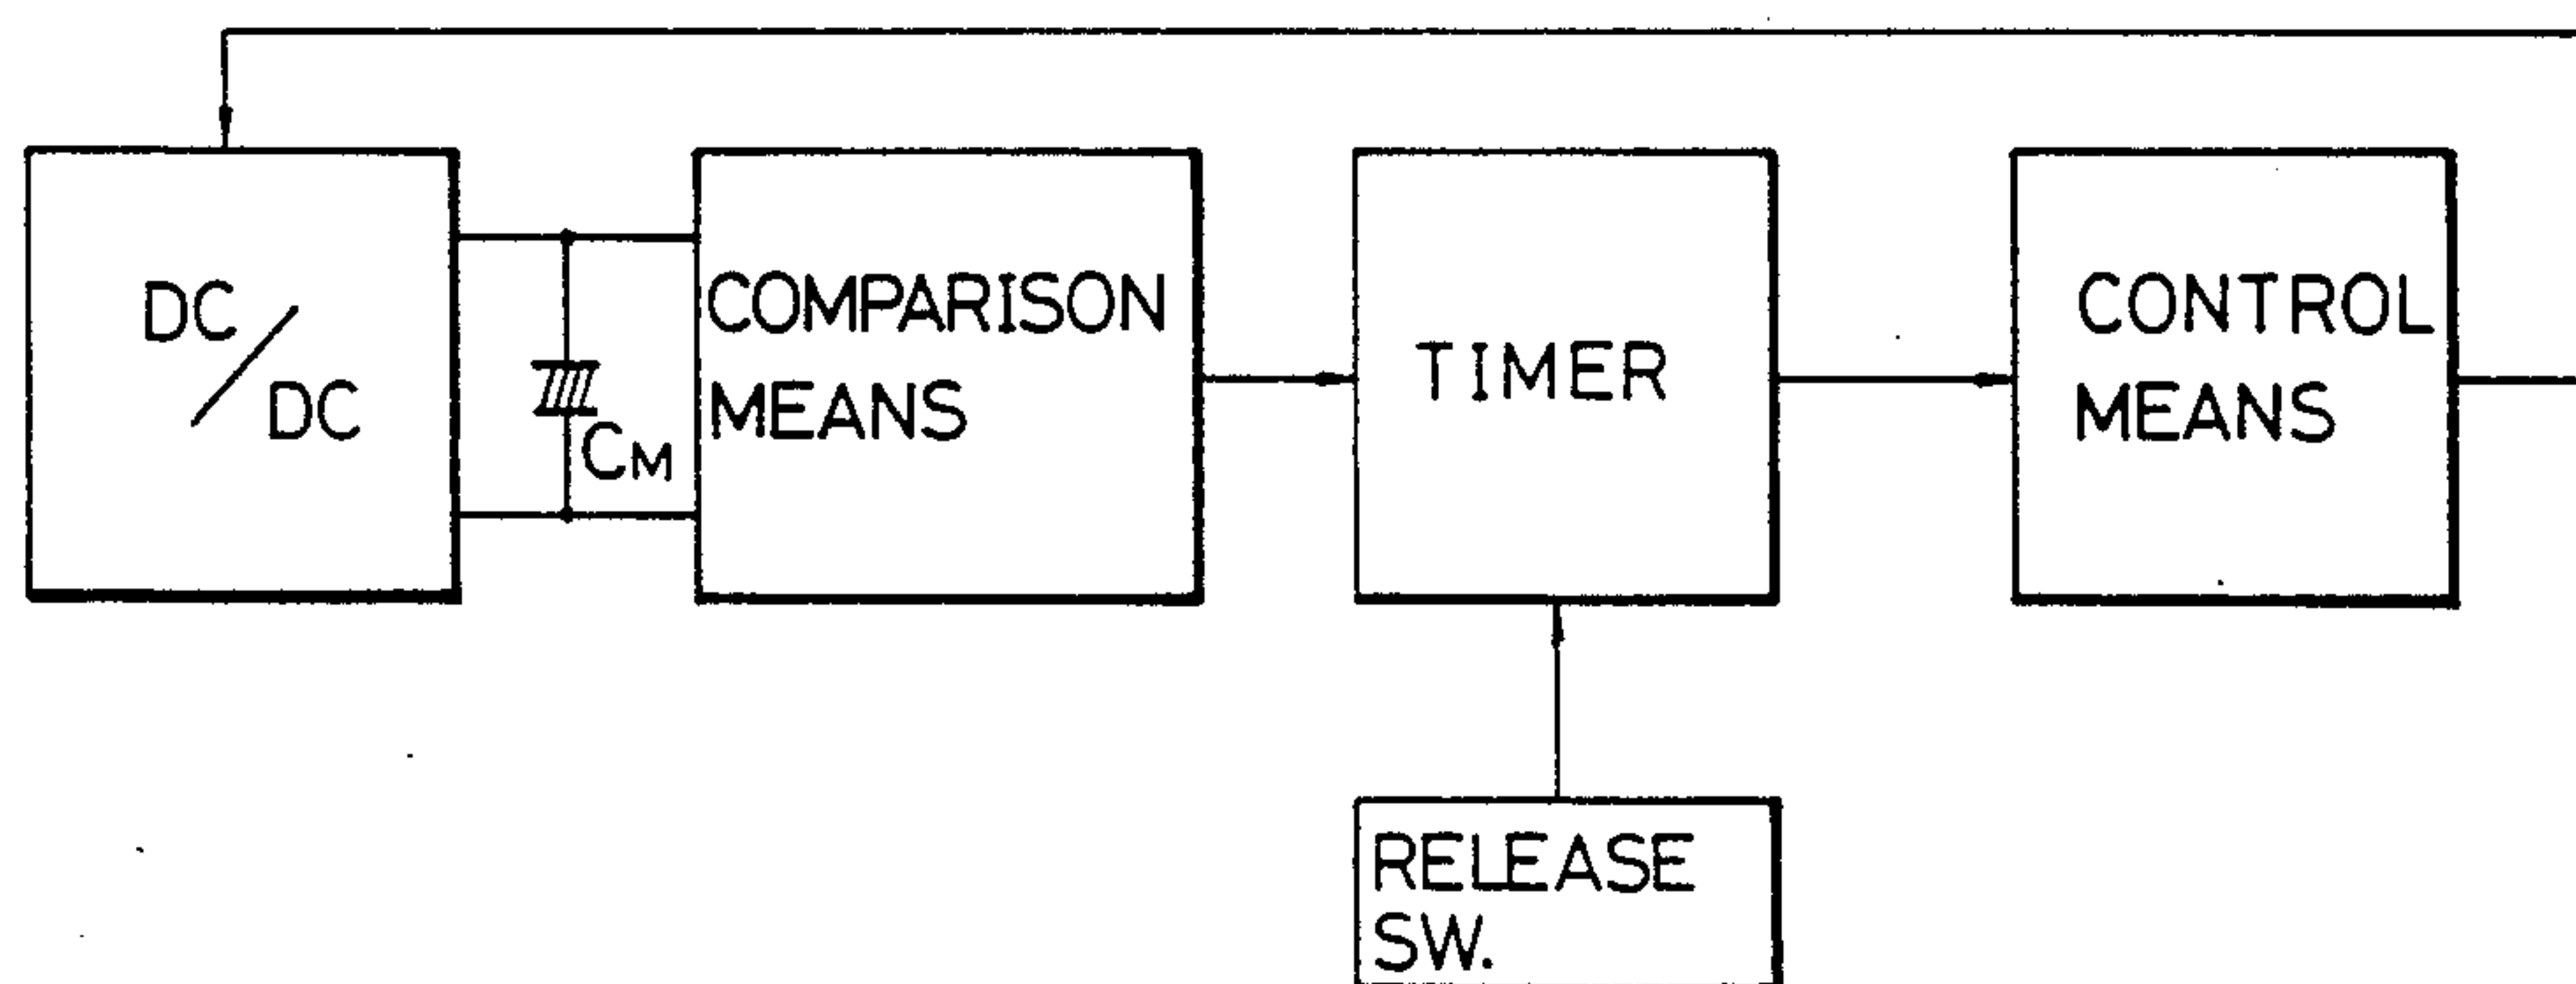 DC/DC
CM
COMPARISON
MEANS
TIMER
CONTROL
MEANS
RELEASE
SW.